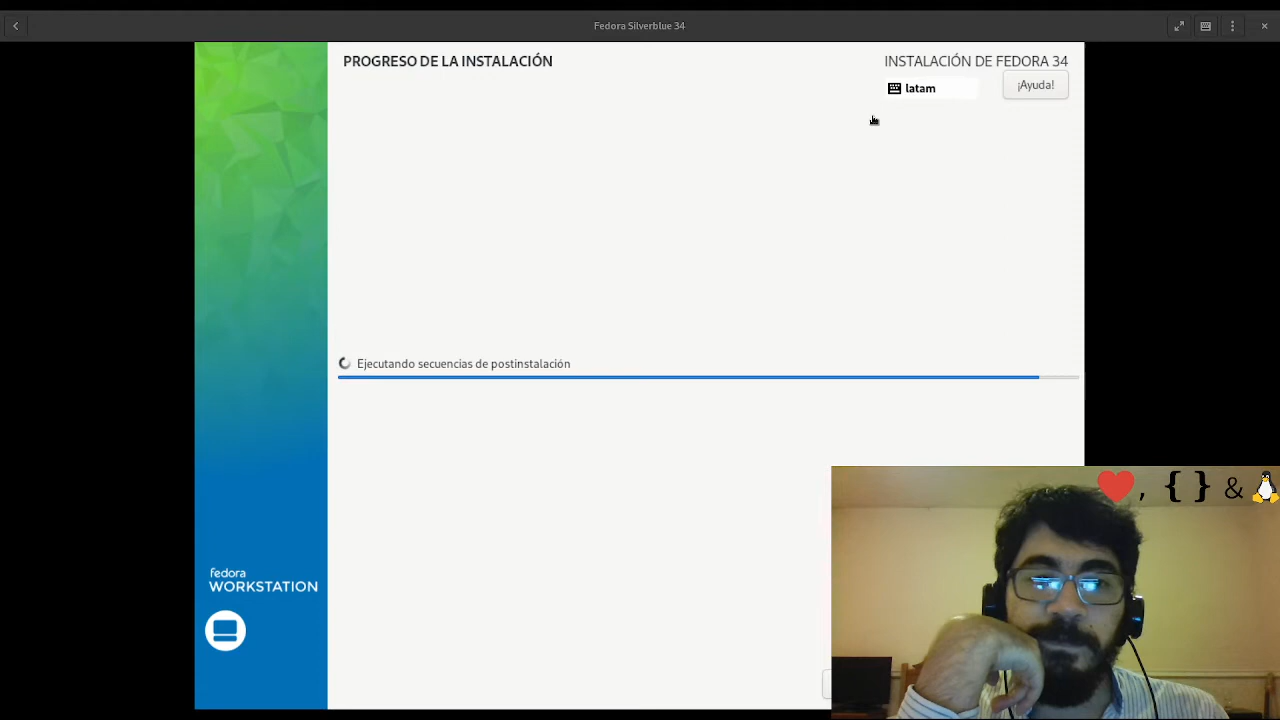 Fedora Silverblue 34
PROGRESO DE LA INSTALACIÓN
INSTALACIÓN DE FEDORA 34
latam
¡Ayuda!
Ejecutando secuencias de postinstalación
fedora
WORKSTATION
❤️, { } & 🐧